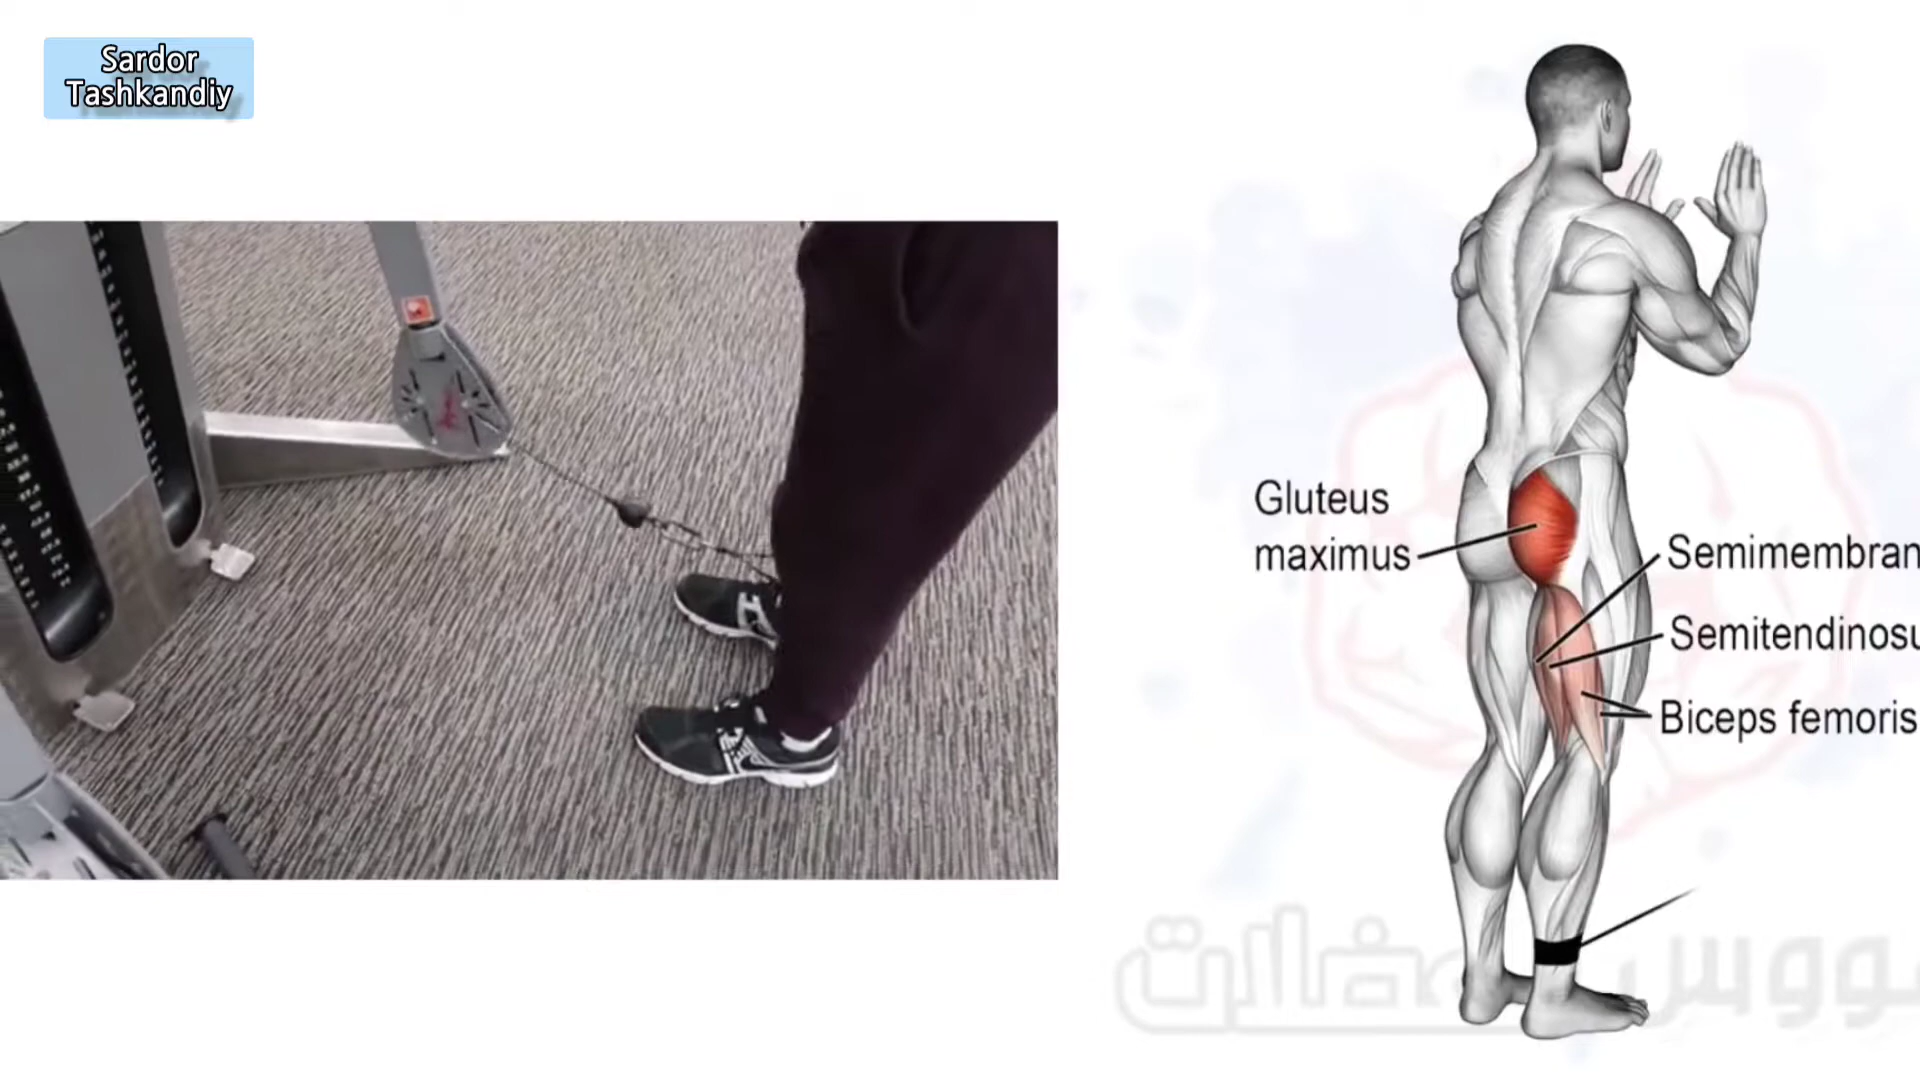 Sardor
Tashkandiy
Gluteus
maximus
Semimembran
Semitendinosu
Biceps femoris